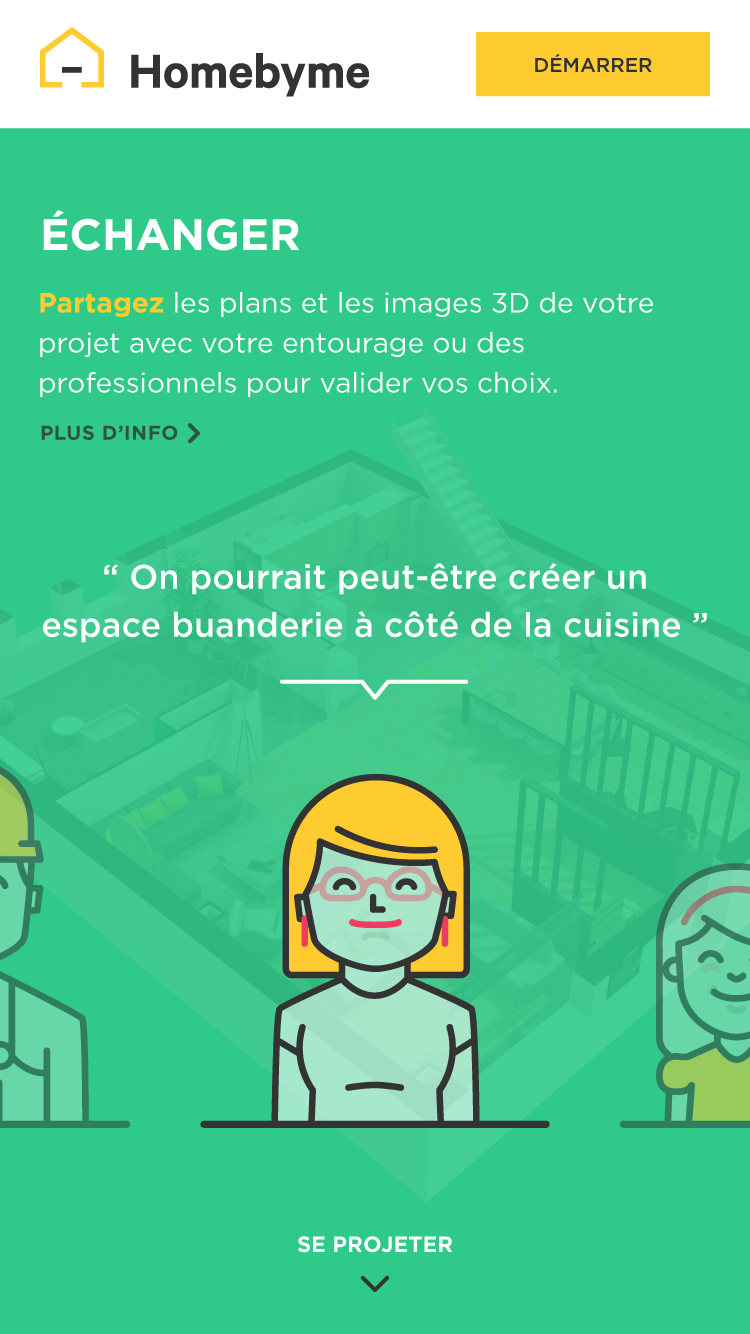 Homebyme
DÉMARRER
ÉCHANGER
Partagez les plans et les images 3D de votre
projet avec votre entourage ou des
professionnels pour valider vos choix.
PLUS D’INFO
“ On pourrait peut-être créer un
espace buanderie à côté de la cuisine ”
SE PROJETER